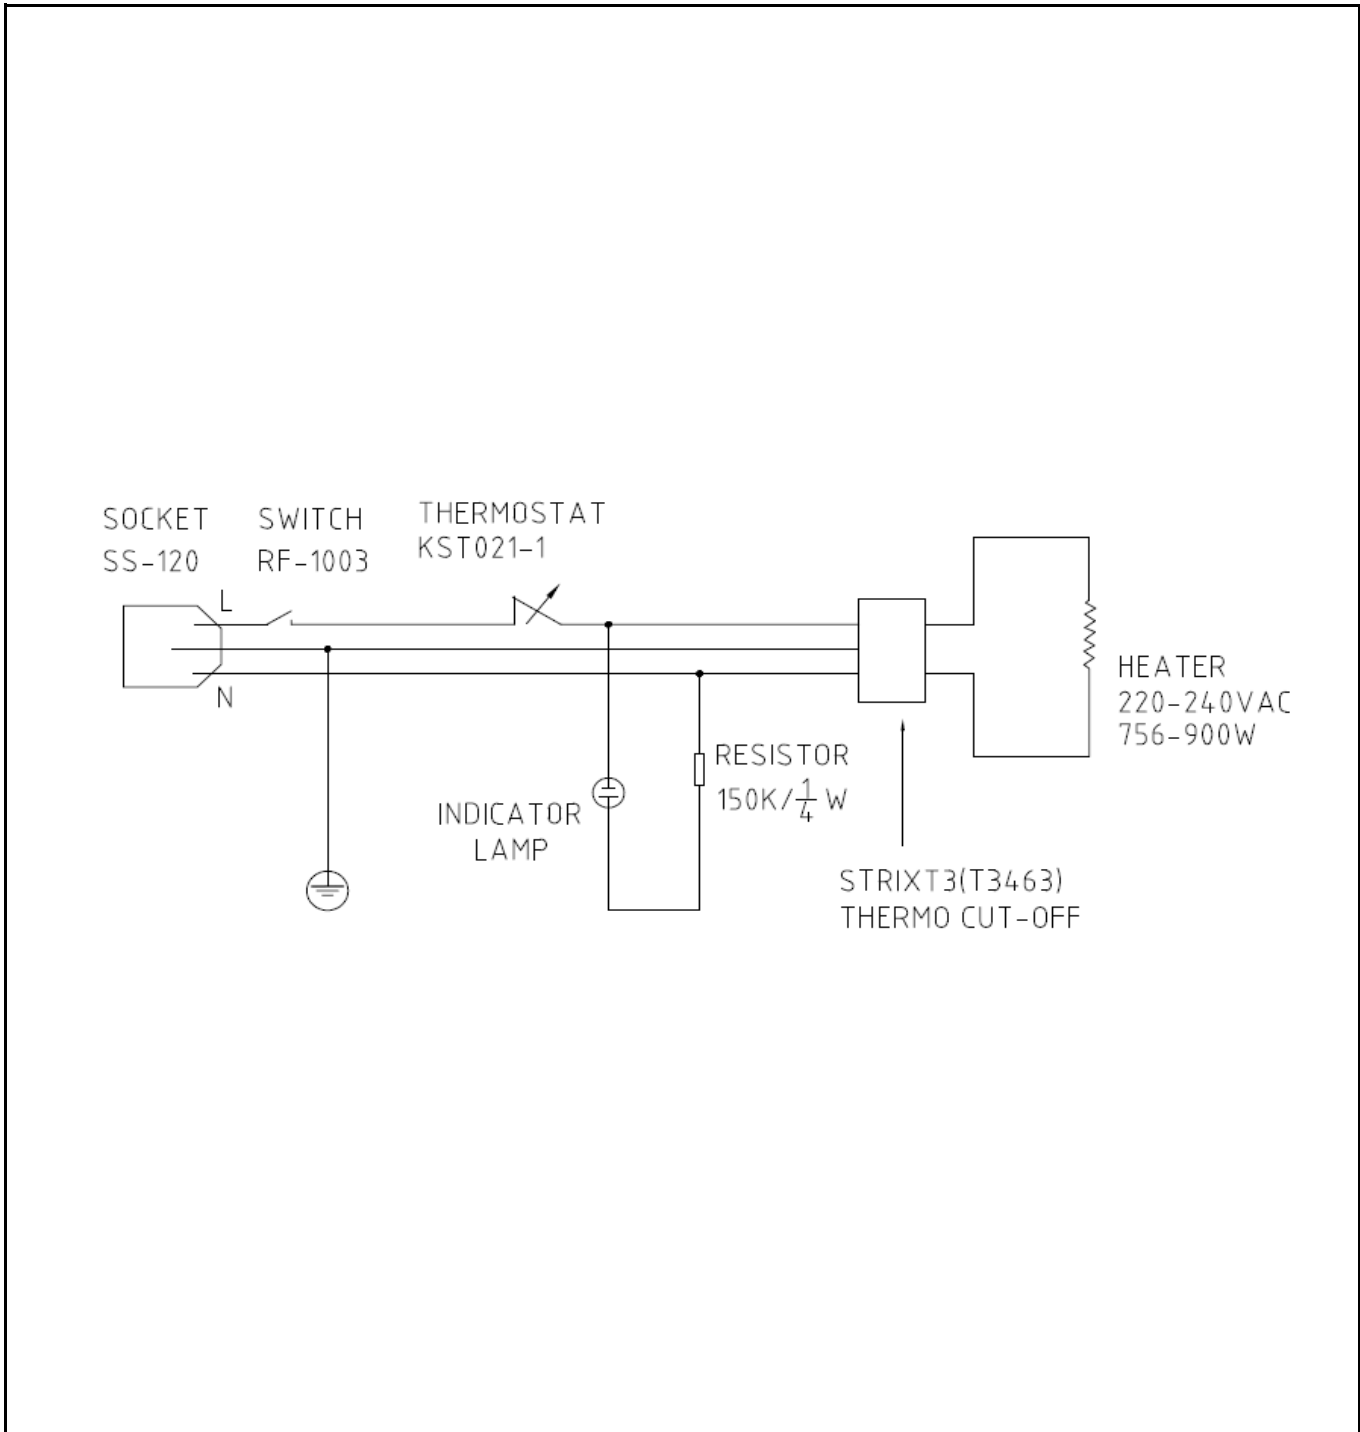 SOCKET
SS-120
SWITCH
RF-1003
THERMOSTAT
KST021-1
L
N
HEATER
220-240VAC
756-900W
RESISTOR
150K/1/4 W
INDICATOR
LAMP
STRIXT3(T3463)
THERMO CUT-OFF